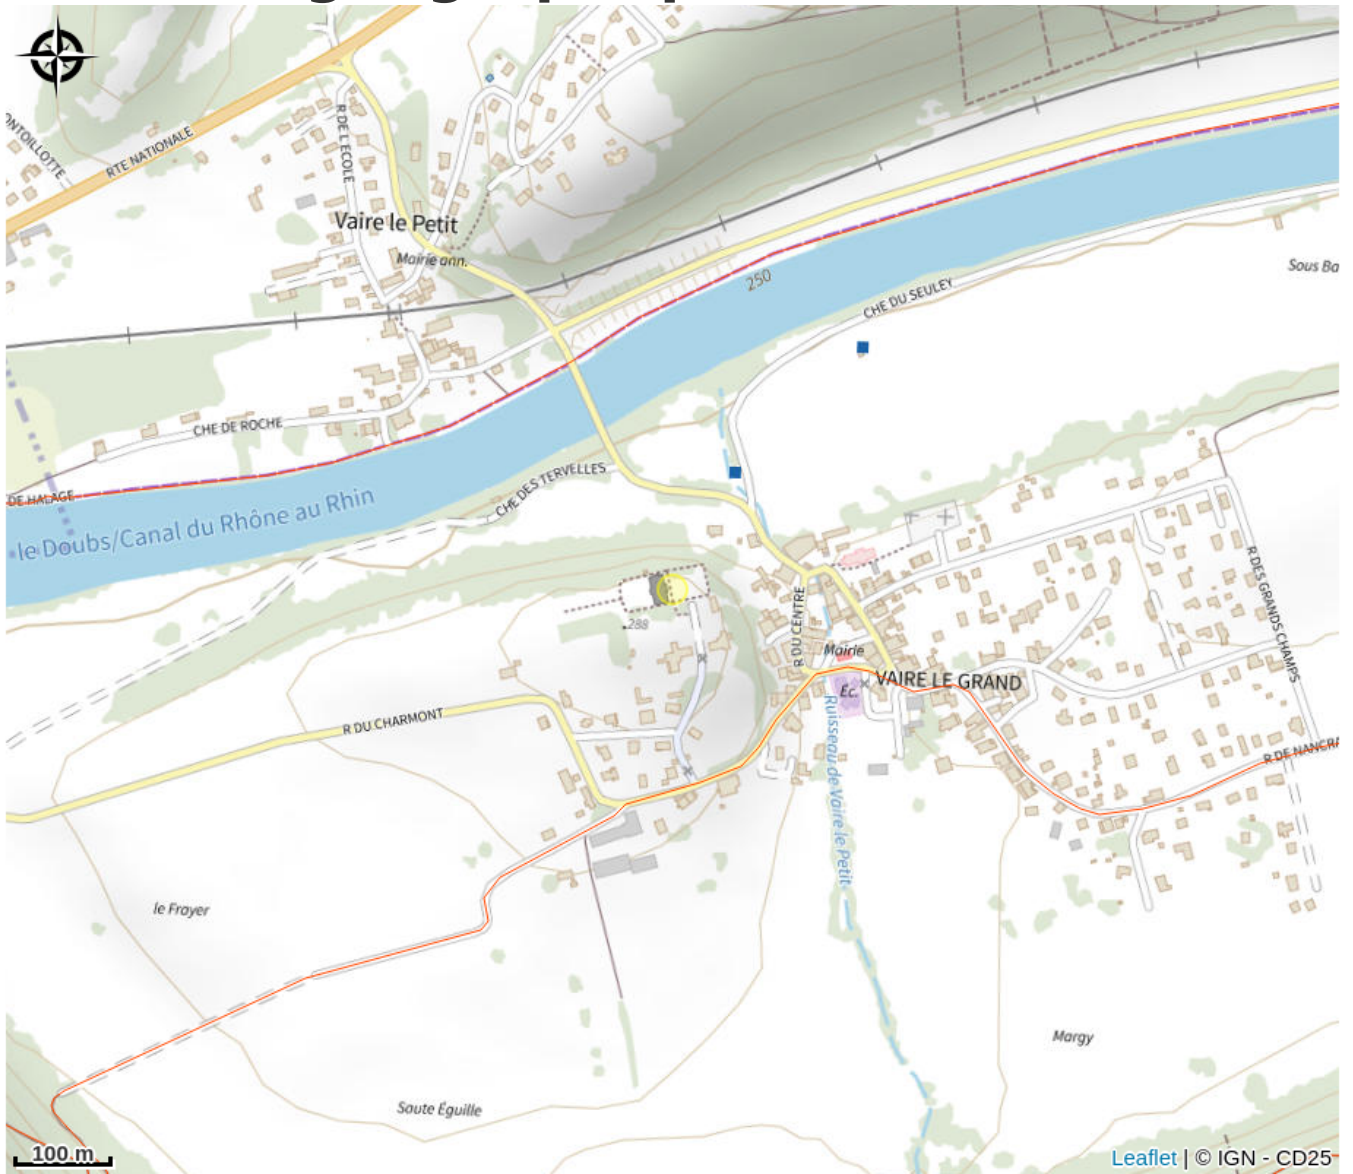 R DE L'ECOLE
RTE NATIONALE
Vaire le Petit
Mairie ann.
Sous Ba
250
CHE DU SEULEY
CHE DE ROCHE
CHE DES TERVELLES
DE HALAGE
le Doubs/Canal du Rhône au Rhin
R DES GRANDS CHAMPS
R DU CENTRE
288
Mairie
Éc.
VAIRE LE GRAND
R DU CHARMONT
Ruisseau de Vaire le Petit
R DE NANCRA
le Frayer
Margy
Saute Éguille
100 m
Leaflet | © IGN - CD25